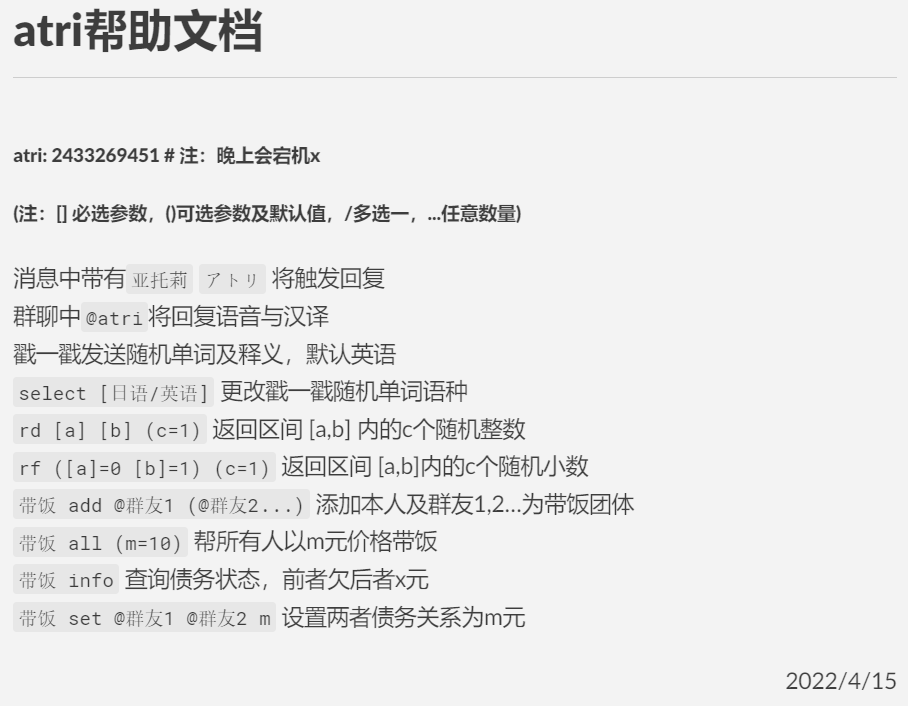 atri帮助文档
atri: 2433269451 # 注：晚上会宕机x
(注：[] 必选参数，()可选参数及默认值，/多选一，...任意数量)
消息中带有 亚托莉 アトリ 将触发回复
群聊中 @atri 将回复语音与汉译
戳一戳发送随机单词及释义，默认英语
select [日语/英语] 更改戳一戳随机单词语种
rd [a] [b] (c=1) 返回区间 [a,b] 内的c个随机整数
rf ([a]=0 [b]=1) (c=1) 返回区间 [a,b]内的c个随机小数
带饭 add @群友1 (@群友2...) 添加本人及群友1,2...为带饭团体
带饭 all (m=10) 帮所有人以m元价格带饭
带饭 info 查询债务状态，前者欠后者x元
带饭 set @群友1 @群友2 m 设置两者债务关系为m元
2022/4/15